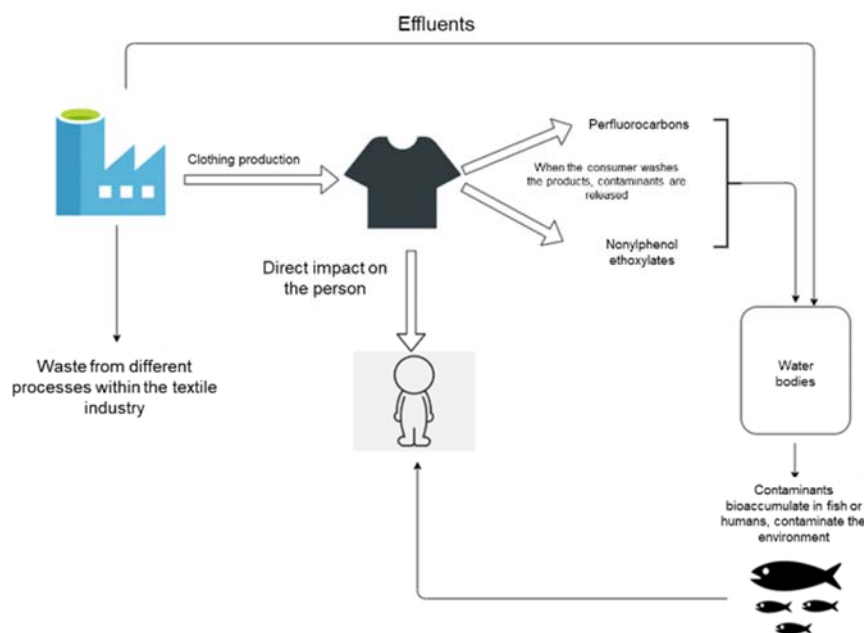 Effluents
Clothing production
Perfluorocarbons
When the consumer washes
the products, contaminants are
released
Nonylphenol
ethoxylates
Direct impact on
the person
Waste from different
processes within the textile
industry
Water
bodies
Contaminants
bioaccumulate in fish or
humans, contaminate the
environment